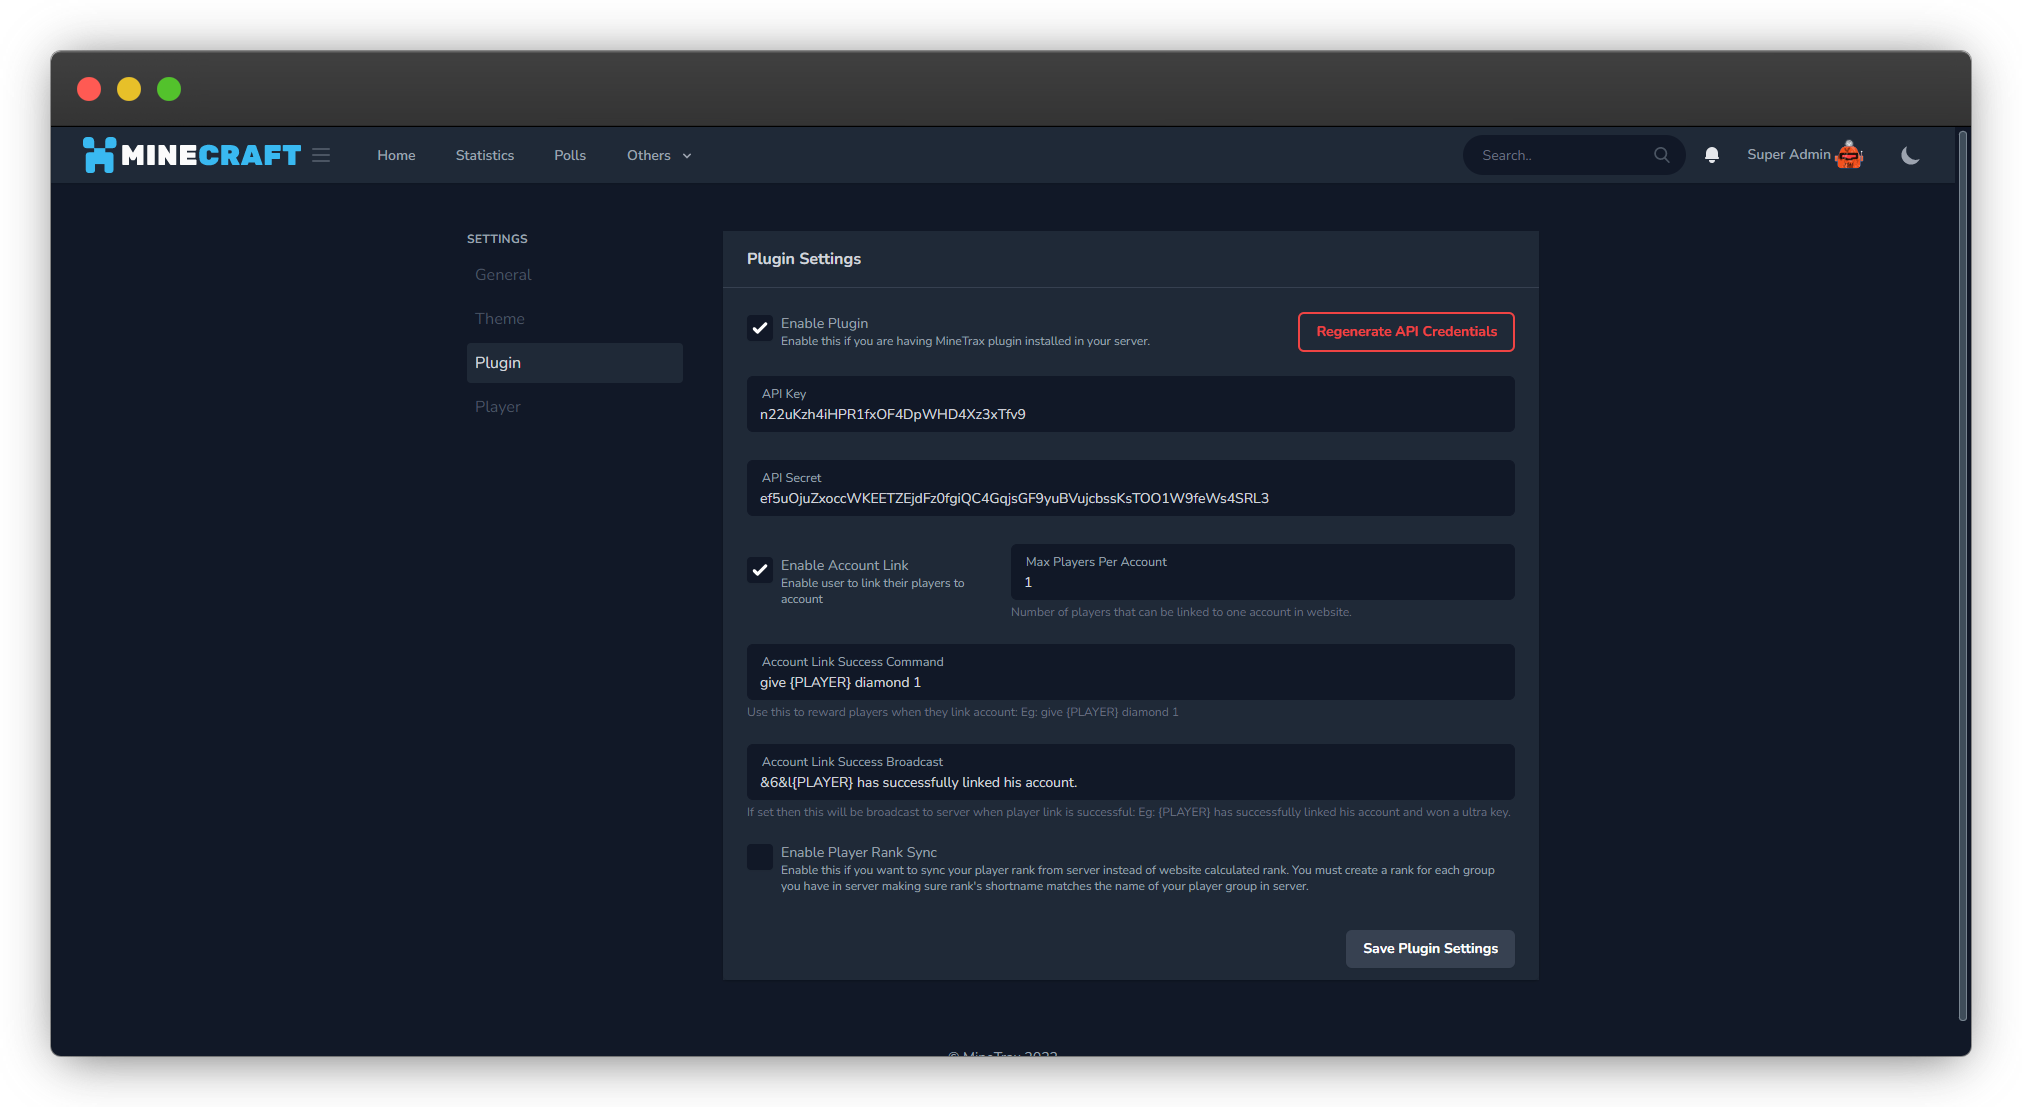 MINECRAFT
Home
Statistics
Polls
Others
Search..
Super Admin
SETTINGS
General
Theme
Plugin
Player
Plugin Settings
Enable Plugin
Enable this if you are having MineTrax plugin installed in your server.
Regenerate API Credentials
API Key
n22uKzh4iHPR1fxOF4DpWHD4Xz3xTfv9
API Secret
ef5uOjuZxoccWKEETZEjdFz0fgiQC4GqjsGF9yuBVujcbssKsTOO1W9feWs4SRL3
Enable Account Link
Enable user to link their players to
account
Max Players Per Account
1
Number of players that can be linked to one account in website.
Account Link Success Command
give {PLAYER} diamond 1
Use this to reward players when they link account: Eg: give {PLAYER} diamond 1
Account Link Success Broadcast
&6&l{PLAYER} has successfully linked his account.
If set then this will be broadcast to server when player link is successful: Eg: {PLAYER} has successfully linked his account and won a ultra key.
Enable Player Rank Sync
Enable this if you want to sync your player rank from server instead of website calculated rank. You must create a rank for each group
you have in server making sure rank's shortname matches the name of your player group in server.
Save Plugin Settings
© MineTrax